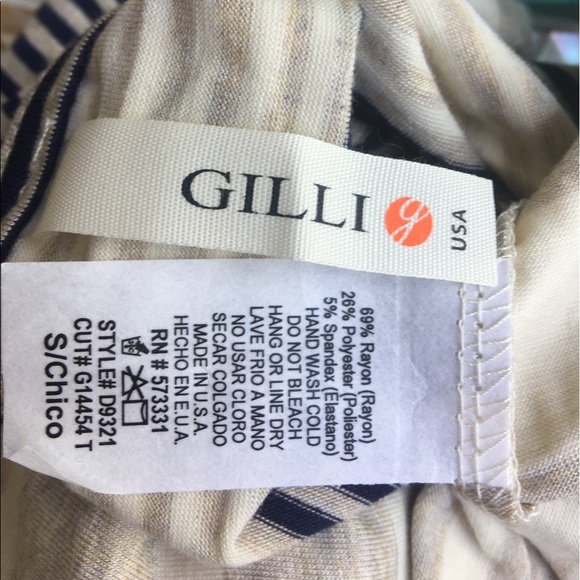 GILLI g
USA
69% Rayon (Rayon)
26% Polyester (Poliester)
5% Spandex (Elastano)
HAND WASH COLD
DO NOT BLEACH
HANG OR LINE DRY
LAVE FRIO A MANO
NO USAR CLORO
SECAR COLGADO
MADE IN U.S.A.
HECHO EN E.U.A.
RN # 573331
STYLE# D9321
CUT# G14454 T
S/Chico